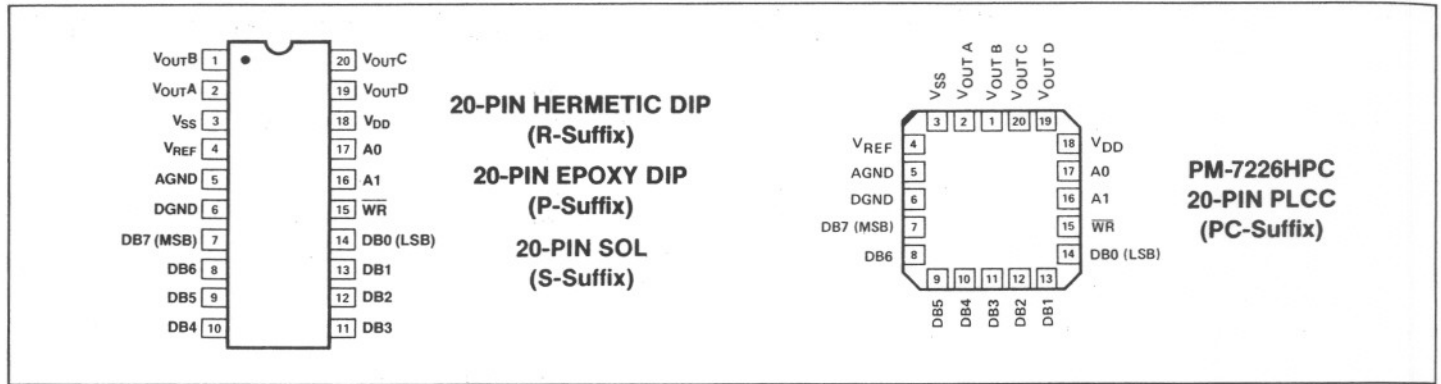 VOUTB 1
VOUTA 2
VSS 3
VREF 4
AGND 5
DGND 6
DB7 (MSB) 7
DB6 8
DB5 9
DB4 10
20 VOUTC
19 VOUTD
18 VDD
17 A0
16 A1
15 WR
14 DB0 (LSB)
13 DB1
12 DB2
11 DB3
20-PIN HERMETIC DIP
(R-Suffix)
20-PIN EPOXY DIP
(P-Suffix)
20-PIN SOL
(S-Suffix)
VSS
VOUT A
VOUT B
VOUT C
VOUT D
3 2 1 20 19
VREF 4
AGND 5
DGND 6
DB7 (MSB) 7
DB6 8
18 VDD
17 A0
16 A1
15 WR
14 DB0 (LSB)
9 10 11 12 13
DB5
DB4
DB3
DB2
DB1
PM-7226HPC
20-PIN PLCC
(PC-Suffix)